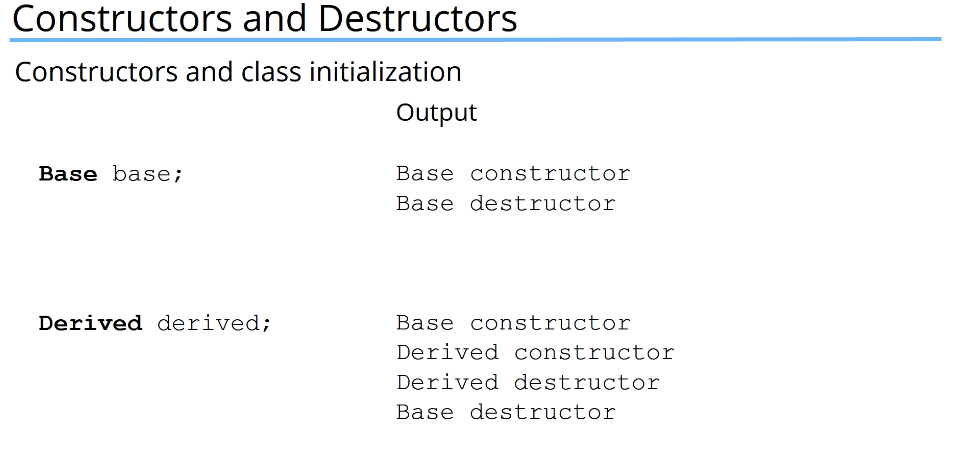 Constructors and Destructors
Constructors and class initialization
Output
Base base; Base constructor
Base destructor
Derived derived; Base constructor
Derived constructor
Derived destructor
Base destructor